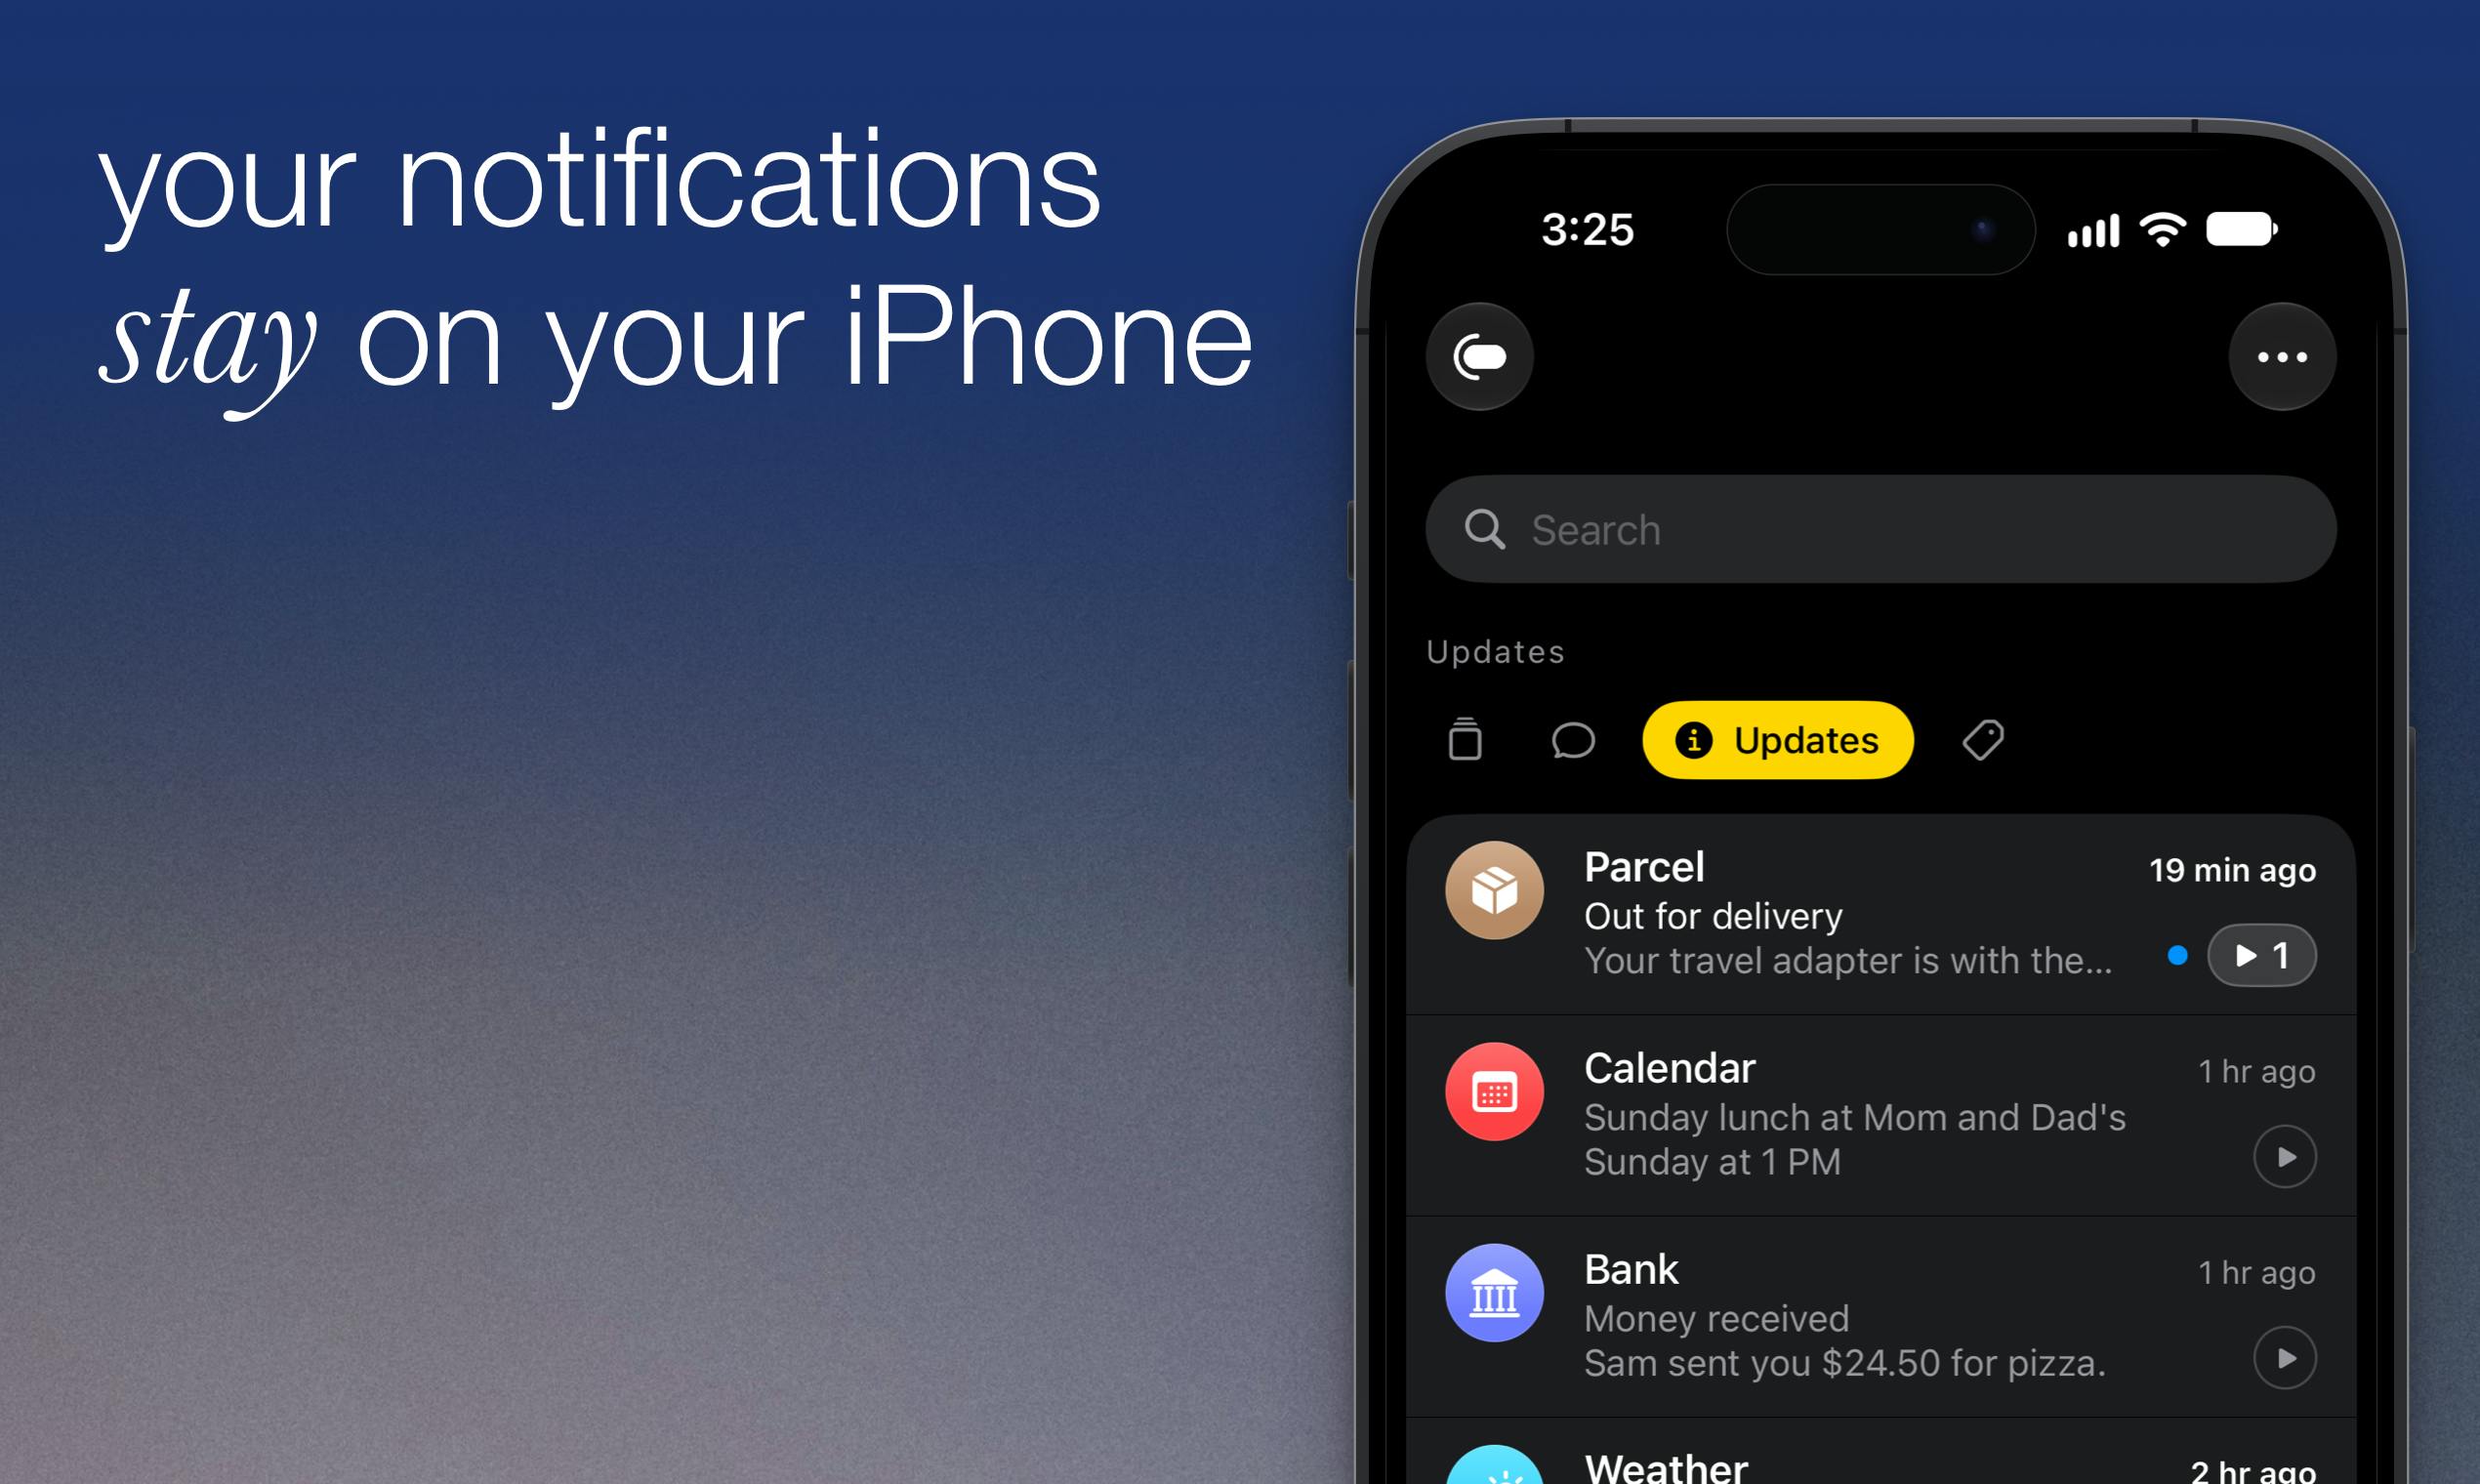 your notifications
stay on your iPhone
3:25
Search
Updates
Updates
Parcel
19 min ago
Out for delivery
Your travel adapter is with the...
1
Calendar
1 hr ago
Sunday lunch at Mom and Dad's
Sunday at 1 PM
Bank
1 hr ago
Money received
Sam sent you $24.50 for pizza.
Weather
2 hr ago